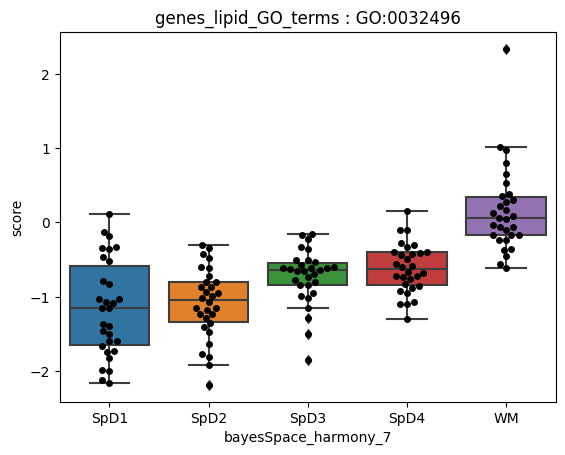 genes_lipid_GO_terms : GO:0032496
score
2
1
0
−1
−2
SpD1 SpD2 SpD3 SpD4 WM
bayesSpace_harmony_7